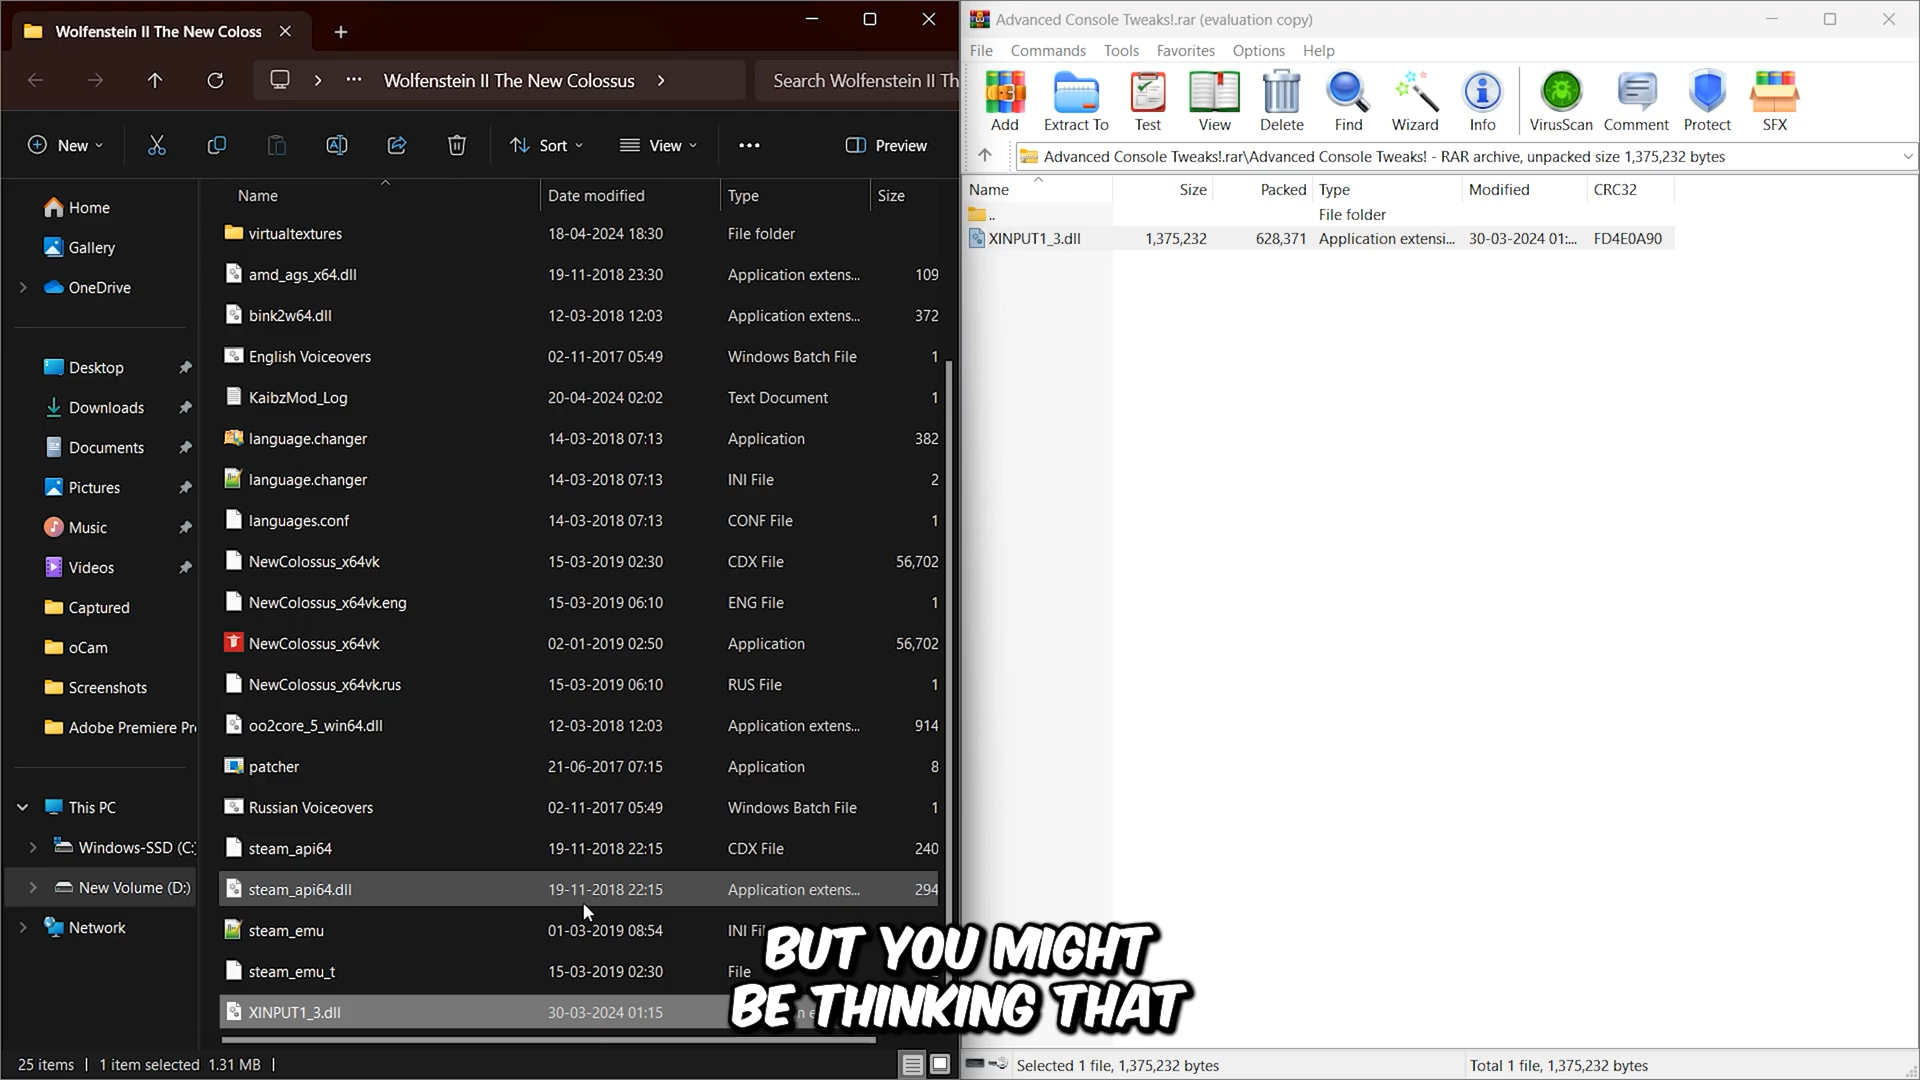 Wolfenstein II The New Coloss
Wolfenstein II The New Colossus
Search Wolfenstein II Th
New
Sort
View
Preview
Name Date modified Type Size
Home
Gallery
OneDrive
Desktop
Downloads
Documents
Pictures
Music
Videos
Captured
oCam
Screenshots
Adobe Premiere Pr
This PC
Windows-SSD (C:
New Volume (D:)
Network
virtualtextures 18-04-2024 18:30 File folder
amd_ags_x64.dll 19-11-2018 23:30 Application extens... 109
bink2w64.dll 12-03-2018 12:03 Application extens... 372
English Voiceovers 02-11-2017 05:49 Windows Batch File 1
KaibzMod_Log 20-04-2024 02:02 Text Document 1
language.changer 14-03-2018 07:13 Application 382
language.changer 14-03-2018 07:13 INI File 2
languages.conf 14-03-2018 07:13 CONF File 1
NewColossus_x64vk 15-03-2019 02:30 CDX File 56,702
NewColossus_x64vk.eng 15-03-2019 06:10 ENG File 1
NewColossus_x64vk 02-01-2019 02:50 Application 56,702
NewColossus_x64vk.rus 15-03-2019 06:10 RUS File 1
oo2core_5_win64.dll 12-03-2018 12:03 Application extens... 914
patcher 21-06-2017 07:15 Application 8
Russian Voiceovers 02-11-2017 05:49 Windows Batch File 1
steam_api64 19-11-2018 22:15 CDX File 240
steam_api64.dll 19-11-2018 22:15 Application extens... 294
steam_emu 01-03-2019 08:54 INI Fi
steam_emu_t 15-03-2019 02:30 File
XINPUT1_3.dll 30-03-2024 01:15
25 items 1 item selected 1.31 MB
Advanced Console Tweaks!.rar (evaluation copy)
File Commands Tools Favorites Options Help
Add Extract To Test View Delete Find Wizard Info VirusScan Comment Protect SFX
Advanced Console Tweaks!.rar\Advanced Console Tweaks! - RAR archive, unpacked size 1,375,232 bytes
Name Size Packed Type Modified CRC32
.. File folder
XINPUT1_3.dll 1,375,232 628,371 Application extensi... 30-03-2024 01:... FD4E0A90
BUT YOU MIGHT
BE THINKING THAT
Selected 1 file, 1,375,232 bytes
Total 1 file, 1,375,232 bytes